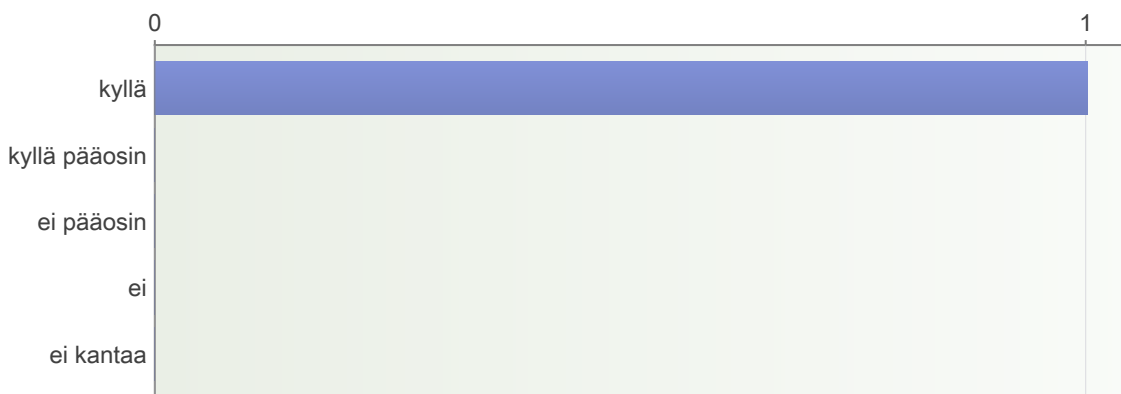 0 1
kyllä
kyllä pääosin
ei pääosin
ei
ei kantaa